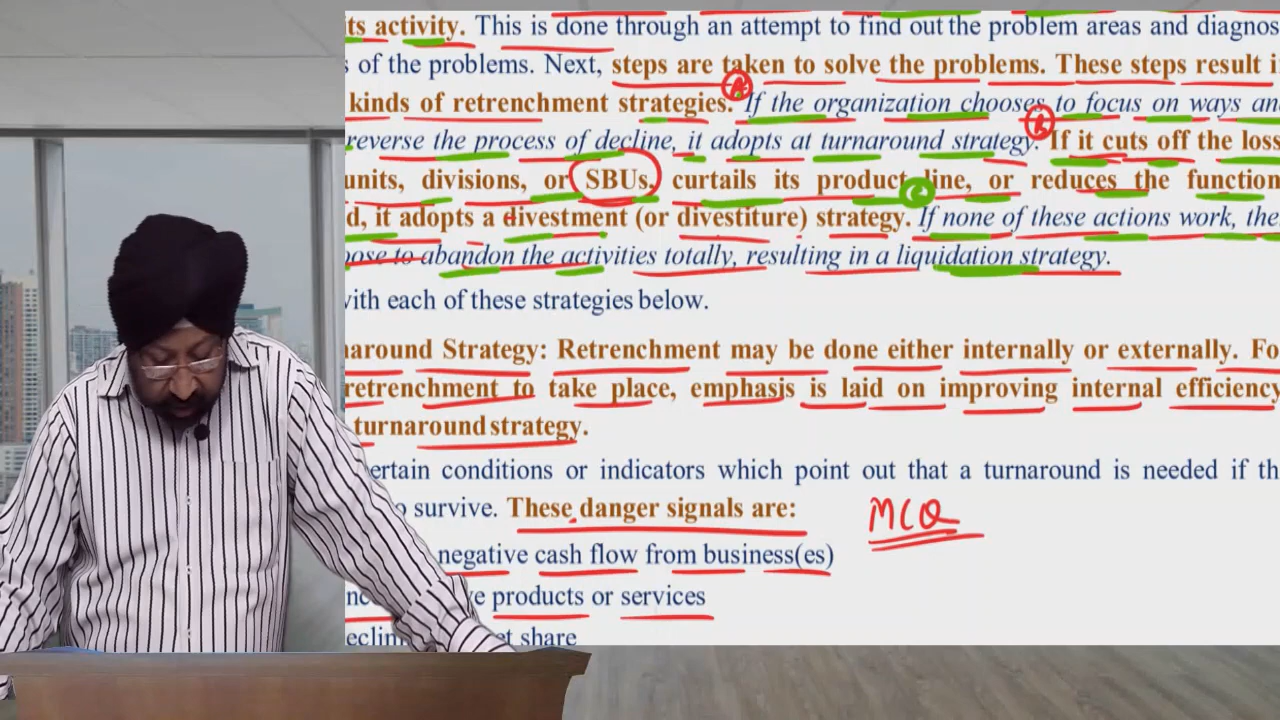 its activity. This is done through an attempt to find out the problem areas and diagnos
of the problems. Next, steps are taken to solve the problems. These steps result i
A
kinds of retrenchment strategies. If the organization chooses to focus on ways an
B
reverse the process of decline, it adopts at turnaround strategy. If it cuts off the loss
units, divisions, or SBUs, curtails its product line, or reduces the function
C
d, it adopts a divestment (or divestiture) strategy. If none of these actions work, the
ose to abandon the activities totally, resulting in a liquidation strategy.
with each of these strategies below.
naround Strategy: Retrenchment may be done either internally or externally. Fo
retrenchment to take place, emphasis is laid on improving internal efficiency
turnaround strategy.
ertain conditions or indicators which point out that a turnaround is needed if th
o survive. These danger signals are:
MCQ
negative cash flow from business(es)
products or services
eclin et share